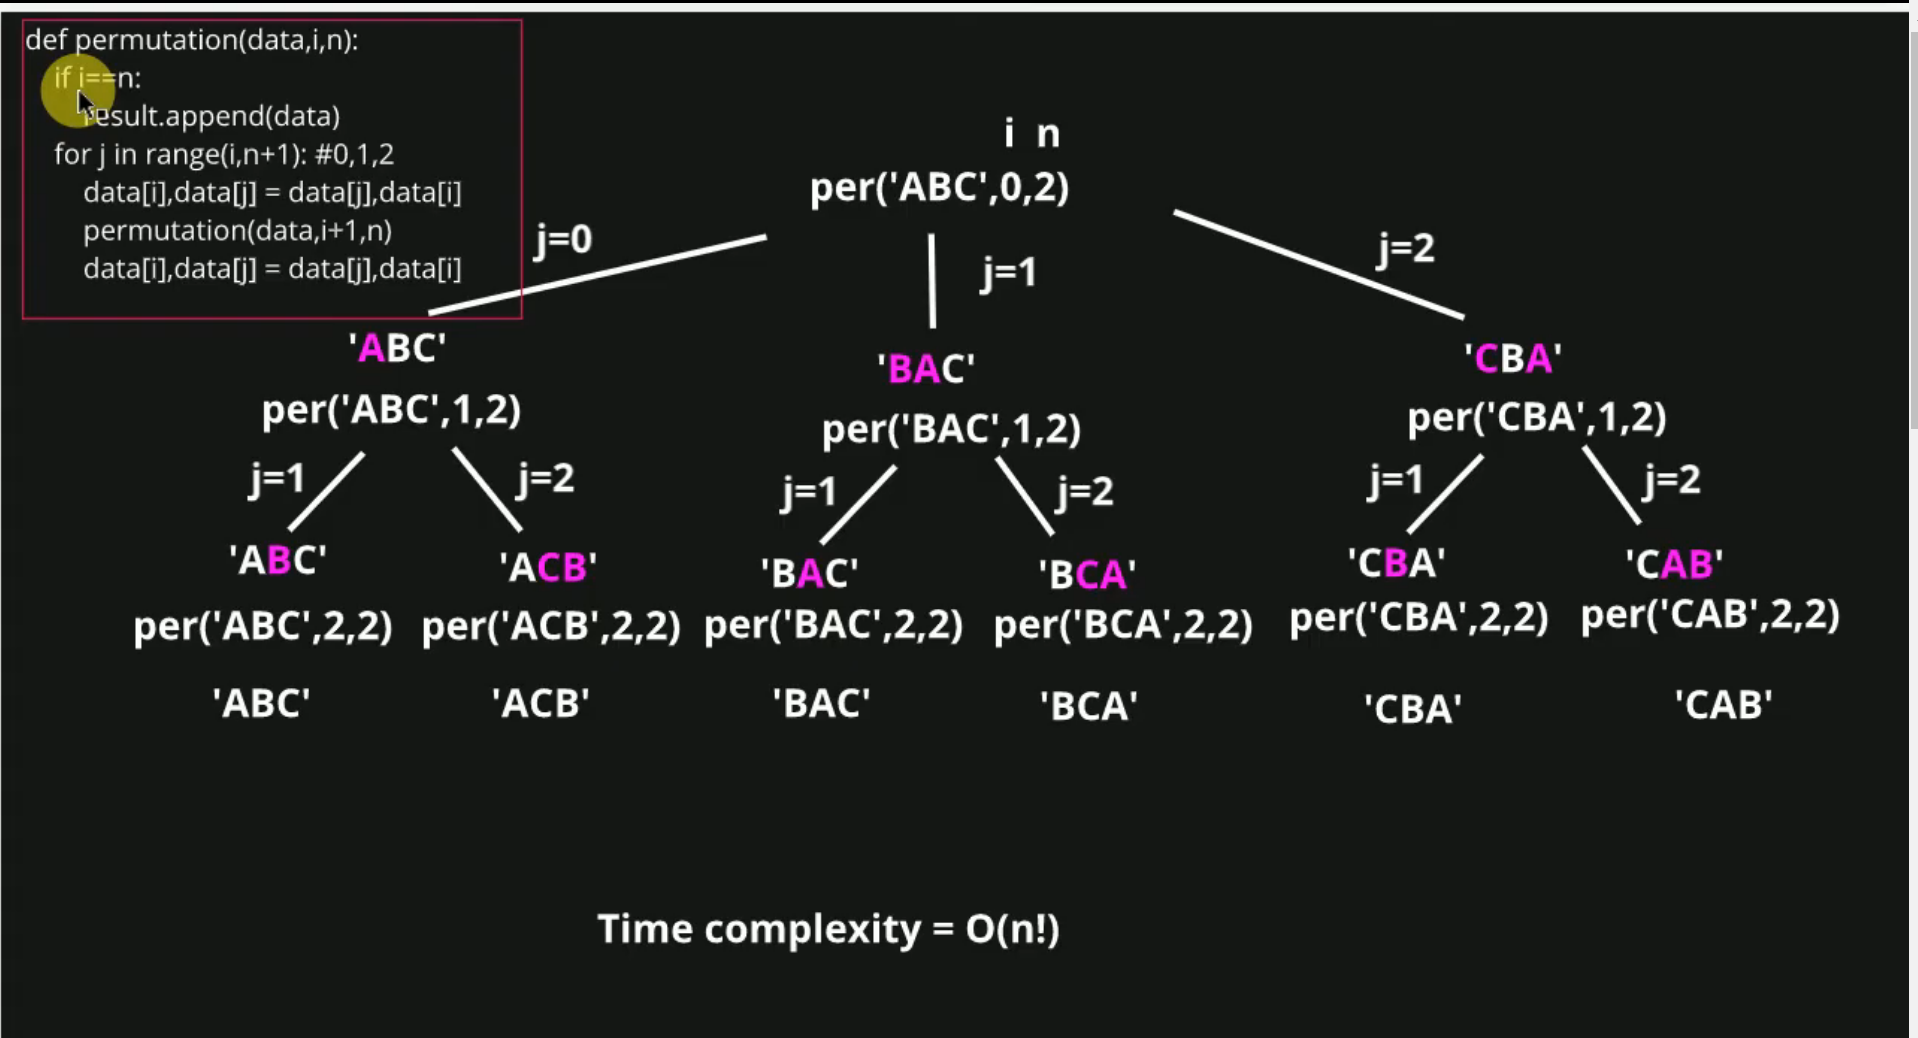 def permutation(data,i,n):
if i==n:
result.append(data)
for j in range(i,n+1): #0,1,2
data[i],data[j] = data[j],data[i]
permutation(data,i+1,n)
data[i],data[j] = data[j],data[i]
i n
per('ABC',0,2)
j=0
j=1
j=2
'ABC'
'BAC'
'CBA'
per('ABC',1,2)
per('BAC',1,2)
per('CBA',1,2)
j=1
j=2
j=1
j=2
j=1
j=2
'ABC'
'ACB'
'BAC'
'BCA'
'CBA'
'CAB'
per('ABC',2,2)
per('ACB',2,2)
per('BAC',2,2)
per('BCA',2,2)
per('CBA',2,2)
per('CAB',2,2)
'ABC'
'ACB'
'BAC'
'BCA'
'CBA'
'CAB'
Time complexity = O(n!)